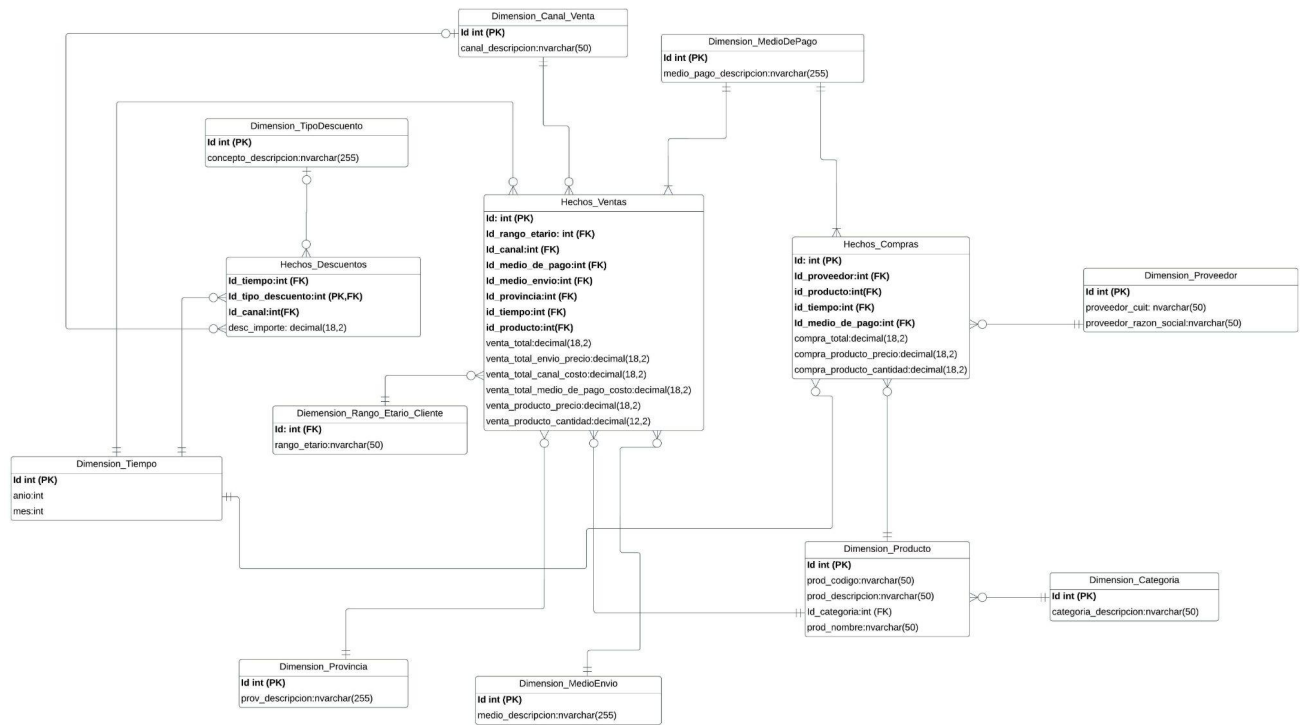 Dimension_Canal_Venta
Id int (PK)
canal_descripcion:nvarchar(50)
Dimension_MedioDePago
Id int (PK)
medio_pago_descripcion:nvarchar(255)
Dimension_TipoDescuento
Id int (PK)
concepto_descripcion:nvarchar(255)
Hechos_Ventas
Id: int (PK)
Id_rango_etario: int (FK)
Id_canal:int (FK)
Id_medio_de_pago:int (FK)
Id_medio_envio:int (FK)
Id_provincia:int (FK)
id_tiempo:int (FK)
id_producto:int(FK)
venta_total:decimal(18,2)
venta_total_envio_precio:decimal(18,2)
venta_total_canal_costo:decimal(18,2)
venta_total_medio_de_pago_costo:decimal(18,2)
venta_producto_precio:decimal(18,2)
venta_producto_cantidad:decimal(12,2)
Hechos_Compras
Id: int (PK)
Id_proveedor:int (FK)
id_producto:int(FK)
id_tiempo:int (FK)
Id_medio_de_pago:int (FK)
compra_total:decimal(18,2)
compra_producto_precio:decimal(18,2)
compra_producto_cantidad:decimal(18,2)
Hechos_Descuentos
Id_tiempo:int (FK)
Id_tipo_descuento:int (PK,FK)
Id_canal:int(FK)
desc_importe: decimal(18,2)
Dimension_Proveedor
Id int (PK)
proveedor_cuit: nvarchar(50)
proveedor_razon_social:nvarchar(50)
Diemension_Rango_Etario_Cliente
Id: int (FK)
rango_etario:nvarchar(50)
Dimension_Tiempo
Id int (PK)
anio:int
mes:int
Dimension_Producto
Id int (PK)
prod_codigo:nvarchar(50)
prod_descripcion:nvarchar(50)
Id_categoria:int (FK)
prod_nombre:nvarchar(50)
Dimension_Categoria
Id int (PK)
categoria_descripcion:nvarchar(50)
Dimension_Provincia
Id int (PK)
prov_descripcion:nvarchar(255)
Dimension_MedioEnvio
Id int (PK)
medio_descripcion:nvarchar(255)